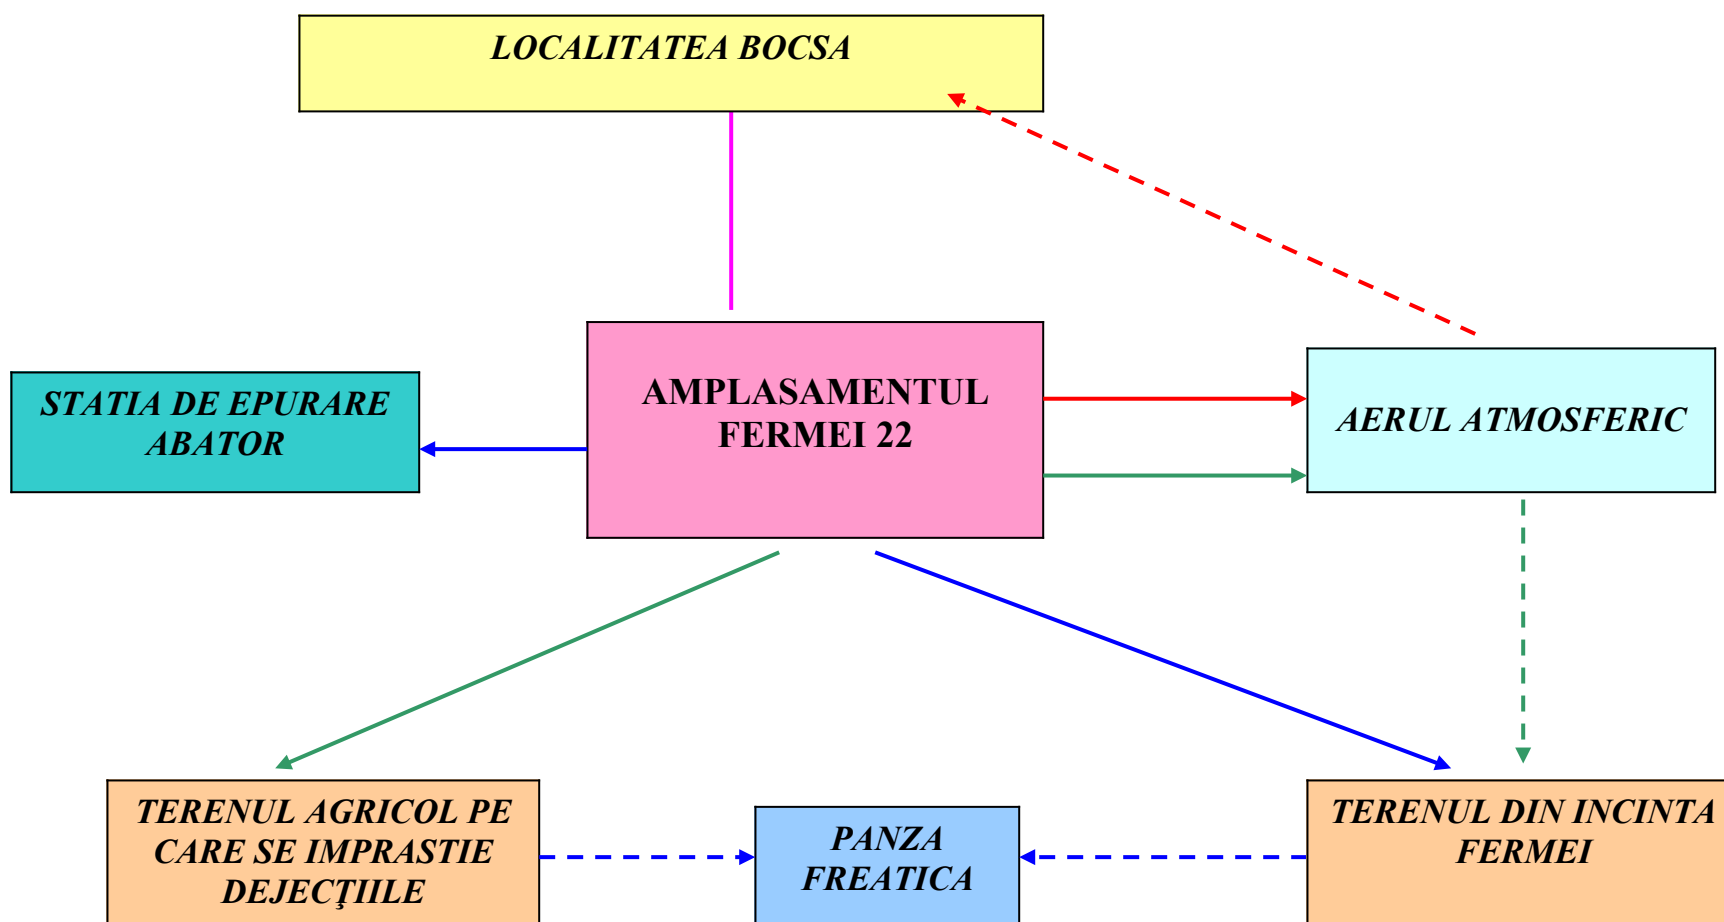 LOCALITATEA BOCSA
STATIA DE EPURARE
ABATOR
AMPLASAMENTUL
FERMEI 22
AERUL ATMOSFERIC
TERENUL AGRICOL PE
CARE SE IMPRASTIE
DEJECŢIILE
PANZA
FREATICA
TERENUL DIN INCINTA
FERMEI